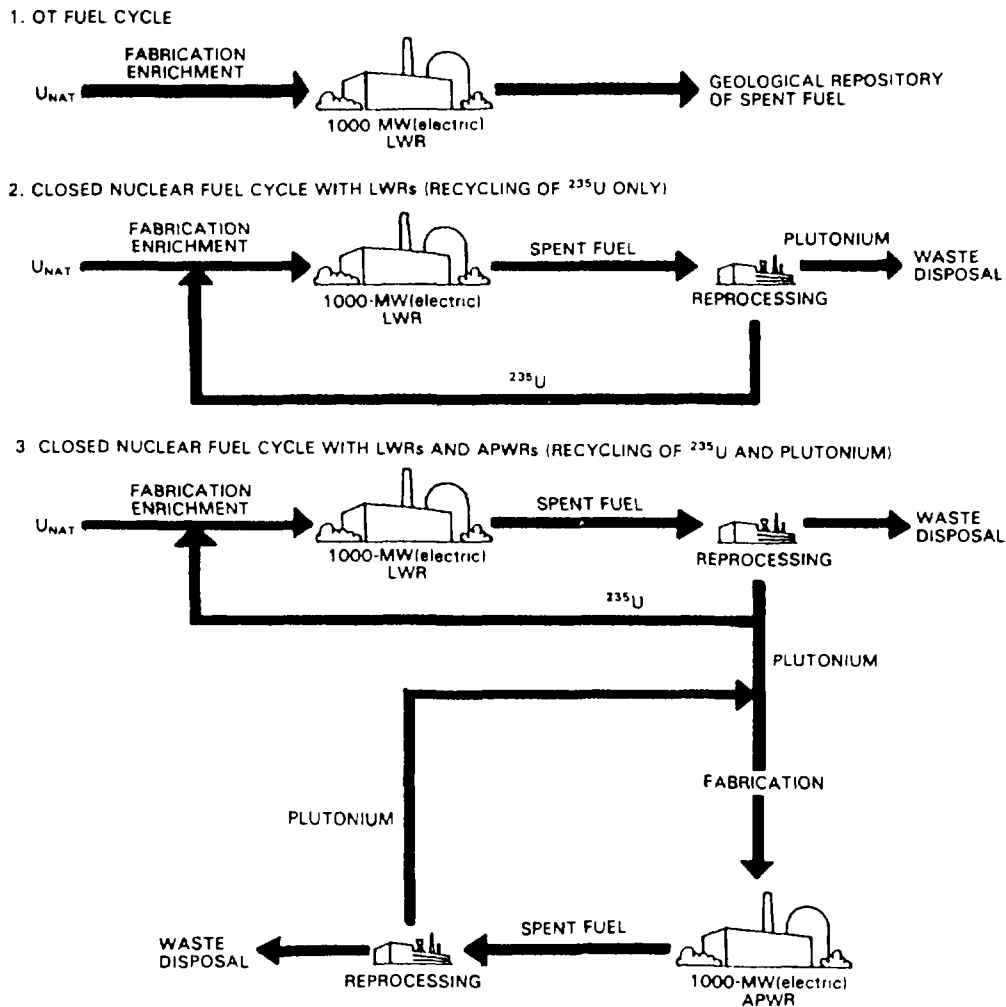 1. OT FUEL CYCLE
FABRICATION
ENRICHMENT
U_NAT
1000-MW(electric)
LWR
GEOLOGICAL REPOSITORY
OF SPENT FUEL
2. CLOSED NUCLEAR FUEL CYCLE WITH LWRs (RECYCLING OF ²³⁵U ONLY)
FABRICATION
ENRICHMENT
U_NAT
1000-MW(electric)
LWR
SPENT FUEL
REPROCESSING
PLUTONIUM
WASTE
DISPOSAL
²³⁵U
3 CLOSED NUCLEAR FUEL CYCLE WITH LWRs AND APWRs (RECYCLING OF ²³⁵U AND PLUTONIUM)
FABRICATION
ENRICHMENT
U_NAT
1000-MW(electric)
LWR
SPENT FUEL
REPROCESSING
WASTE
DISPOSAL
²³⁵U
PLUTONIUM
FABRICATION
PLUTONIUM
WASTE
DISPOSAL
REPROCESSING
SPENT FUEL
1000-MW(electric)
APWR